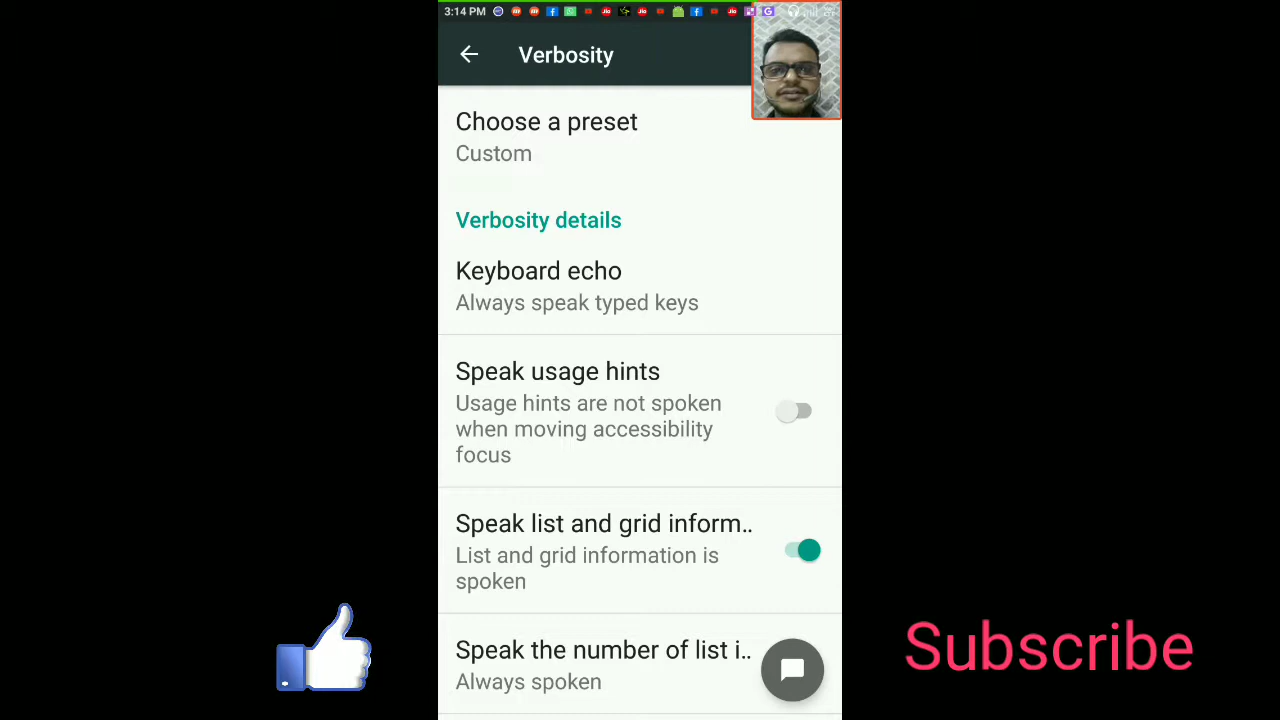 3:14 PM
Verbosity
Choose a preset
Custom
Verbosity details
Keyboard echo
Always speak typed keys
Speak usage hints
Usage hints are not spoken
when moving accessibility
focus
Speak list and grid inform..
List and grid information is
spoken
Speak the number of list i..
Always spoken
Subscribe